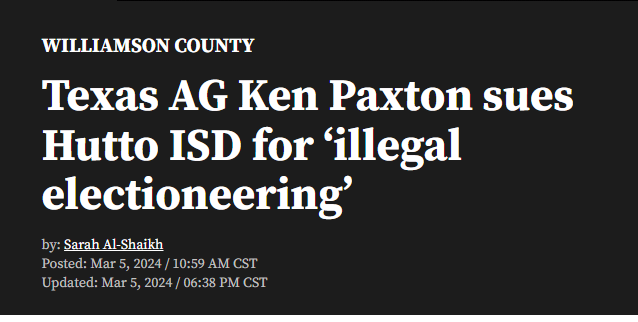 WILLIAMSON COUNTY
Texas AG Ken Paxton sues
Hutto ISD for ‘illegal
electioneering’
by: Sarah Al-Shaikh
Posted: Mar 5, 2024 / 10:59 AM CST
Updated: Mar 5, 2024 / 06:38 PM CST